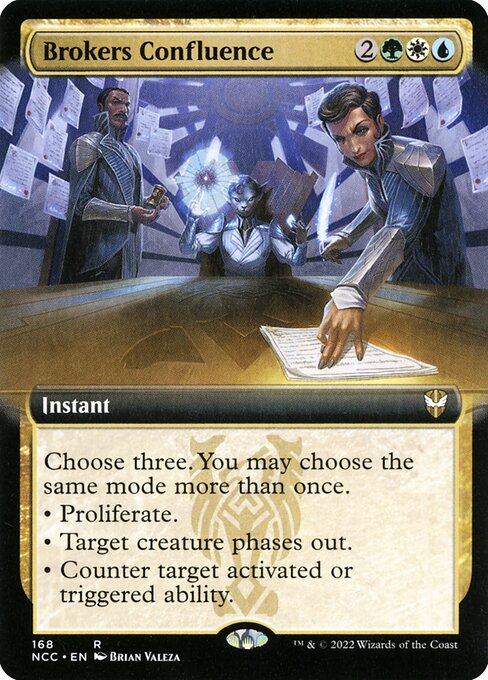 Brokers Confluence 2
Instant
Choose three. You may choose the
same mode more than once.
• Proliferate.
• Target creature phases out.
• Counter target activated or
triggered ability.
168 R
NCC • EN Brian Valeza
™ & © 2022 Wizards of the Coast